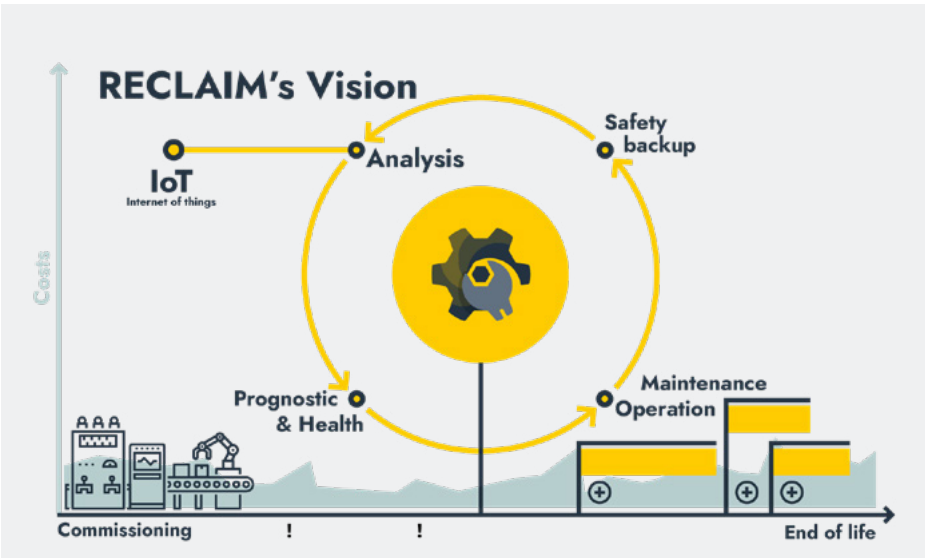 RECLAIM's Vision
Safety
backup
Analysis
IoT
Internet of things
Costs
Prognostic
& Health
Maintenance
Operation
Commissioning
!
!
End of life